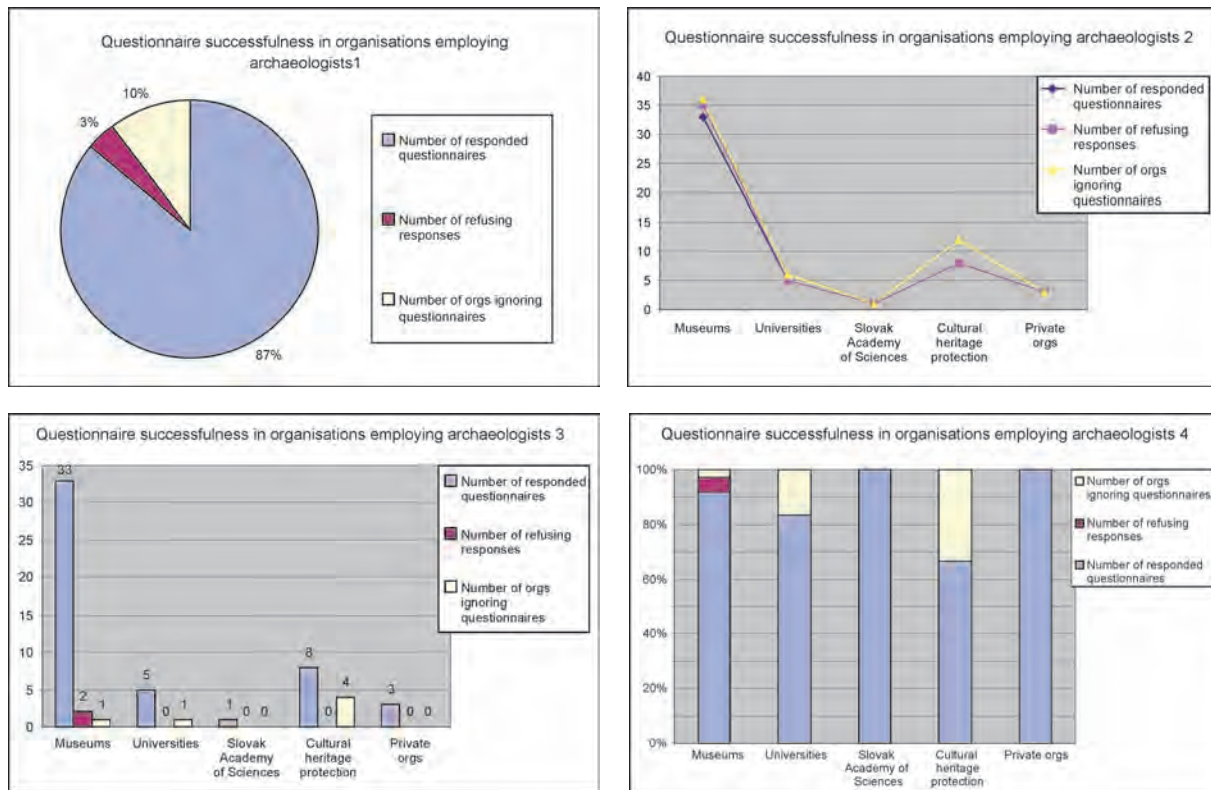 Questionnaire successfulness in organisations employing
archaeologists1
10%
3%
87%
Number of responded
questionnaires
Number of refusing
responses
Number of orgs ignoring
questionnaires
Questionnaire successfulness in organisations employing archaeologists 2
40
35
30
25
20
15
10
5
0
Museums
Universities
Slovak
Academy
of Sciences
Cultural
heritage
protection
Private
orgs
Number of responded
questionnaires
Number of refusing
responses
Number of orgs
ignoring
questionnaires
Questionnaire successfulness in organisations employing archaeologists 3
35
30
25
20
15
10
5
0
33
2
1
5
0
1
1
0
0
8
0
4
3
0
0
Museums
Universities
Slovak
Academy
of Sciences
Cultural
heritage
protection
Private
orgs
Number of responded
questionnaires
Number of refusing
responses
Number of orgs
ignoring
questionnaires
Questionnaire successfulness in organisations employing archaeologists 4
100%
80%
60%
40%
20%
0%
Museums
Universities
Slovak
Academy of
Sciences
Cultural
heritage
protection
Private orgs
Number of orgs
ignoring questionnaires
Number of refusing
responses
Number of responded
questionnaires